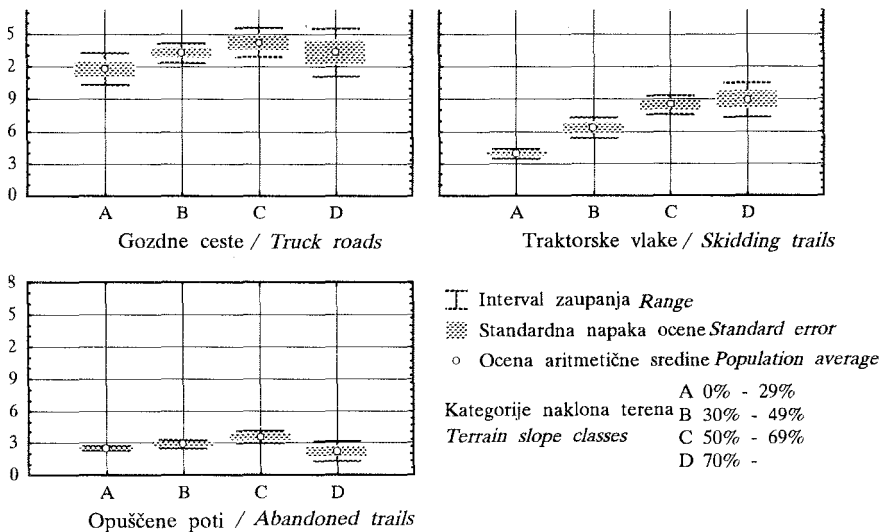 5
2
9
6
3
0
A B C D
Gozdne ceste / Truck roads
A B C D
Traktorske vlake / Skidding trails
8
5
2
9
6
3
0
A B C D
Opuščene poti / Abandoned trails
Interval zaupanja Range
Standardna napaka ocene Standard error
Ocena aritmetične sredine Population average
Kategorije naklona terena
Terrain slope classes
A 0% - 29%
B 30% - 49%
C 50% - 69%
D 70% -